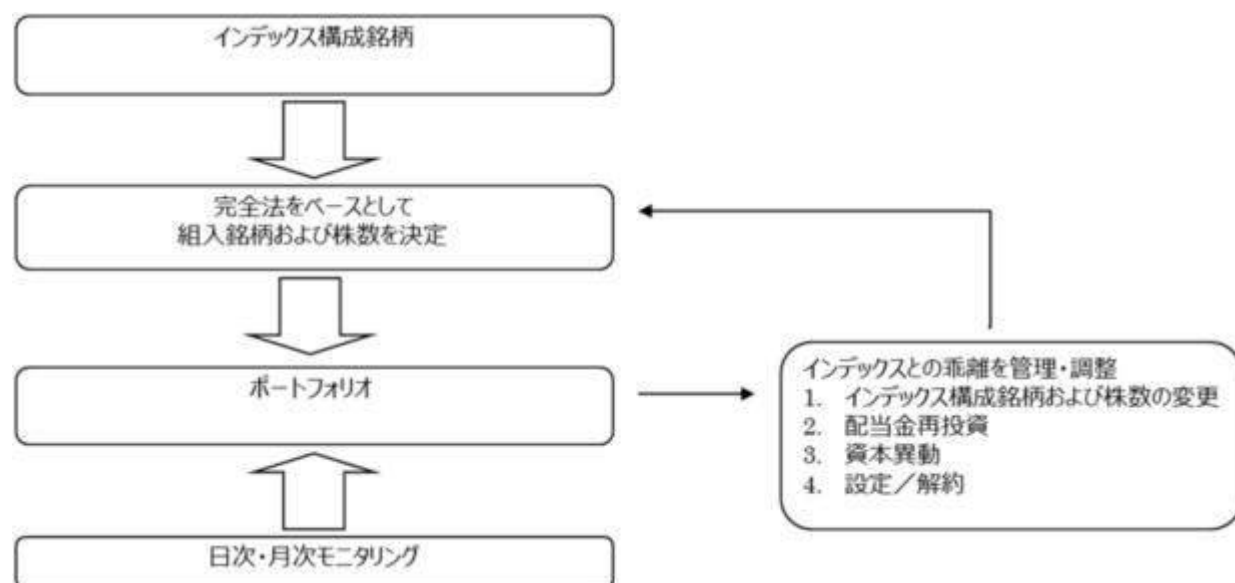 インデックス構成銘柄
完全法をベースとして
組入銘柄および株数を決定
ポートフォリオ
インデックスとの乖離を管理・調整
1. インデックス構成銘柄および株数の変更
2. 配当金再投資
3. 資本異動
4. 設定／解約
日次・月次モニタリング